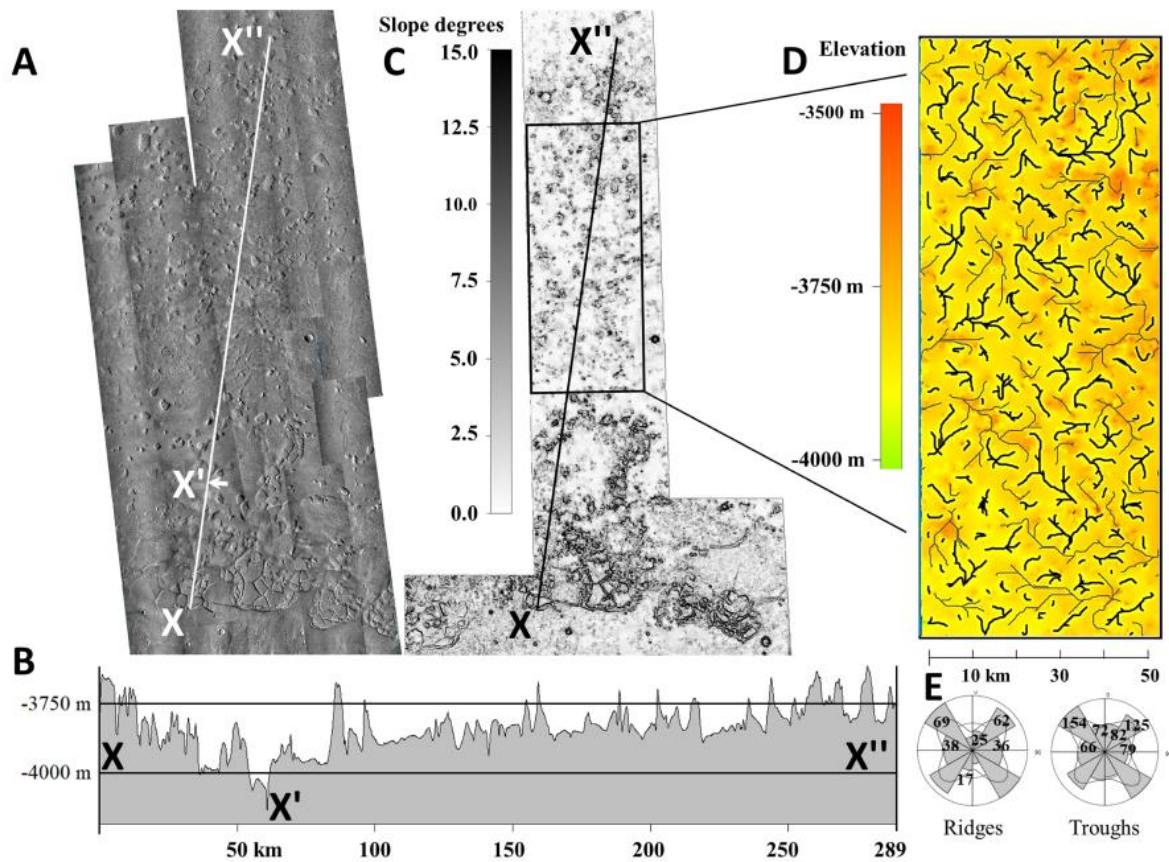 A
X''
X'
X
Slope degrees
15.0
12.5
10.0
7.5
5.0
2.5
0.0
C
X''
X
Elevation
-3500 m
-3750 m
-4000 m
D
10 km
30
50
B
-3750 m
-4000 m
X
X'
X''
50 km
100
150
200
250
289
E
69
62
25
38
36
17
Ridges
154
72
125
82
66
79
Troughs